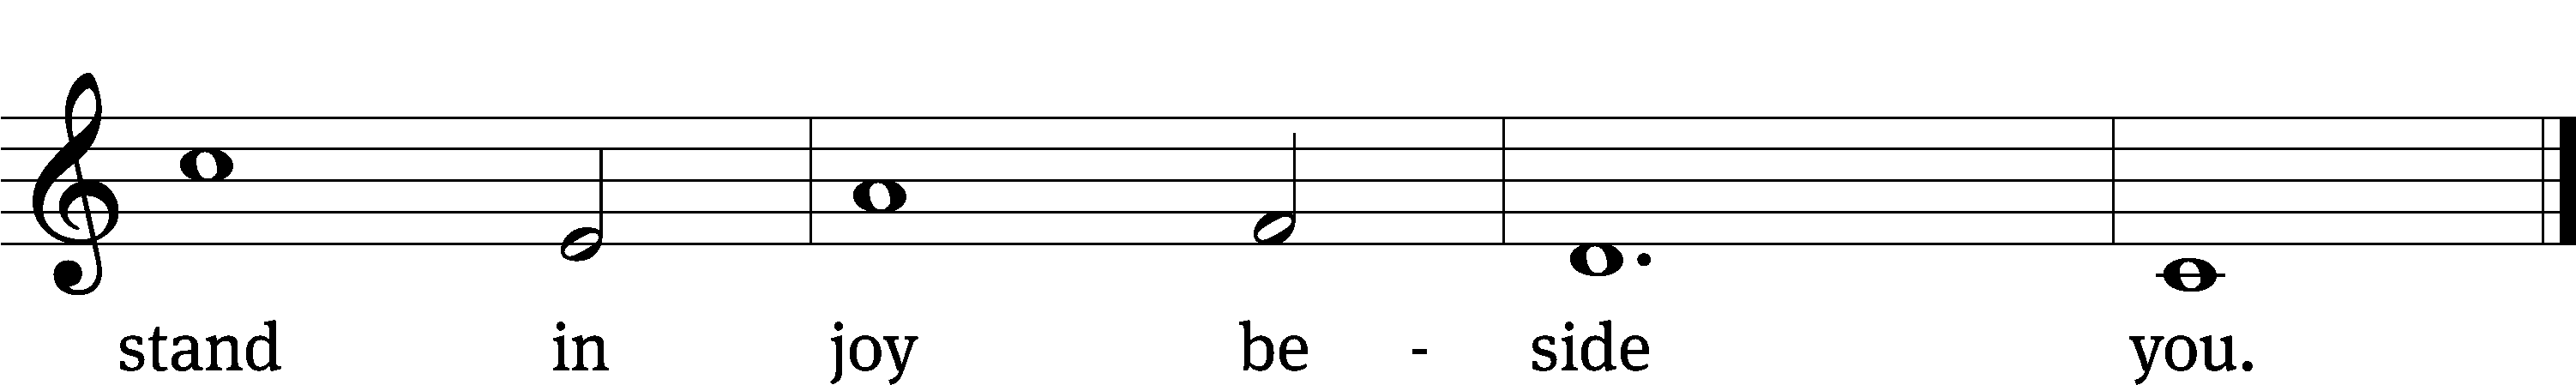 stand in joy be - side you.